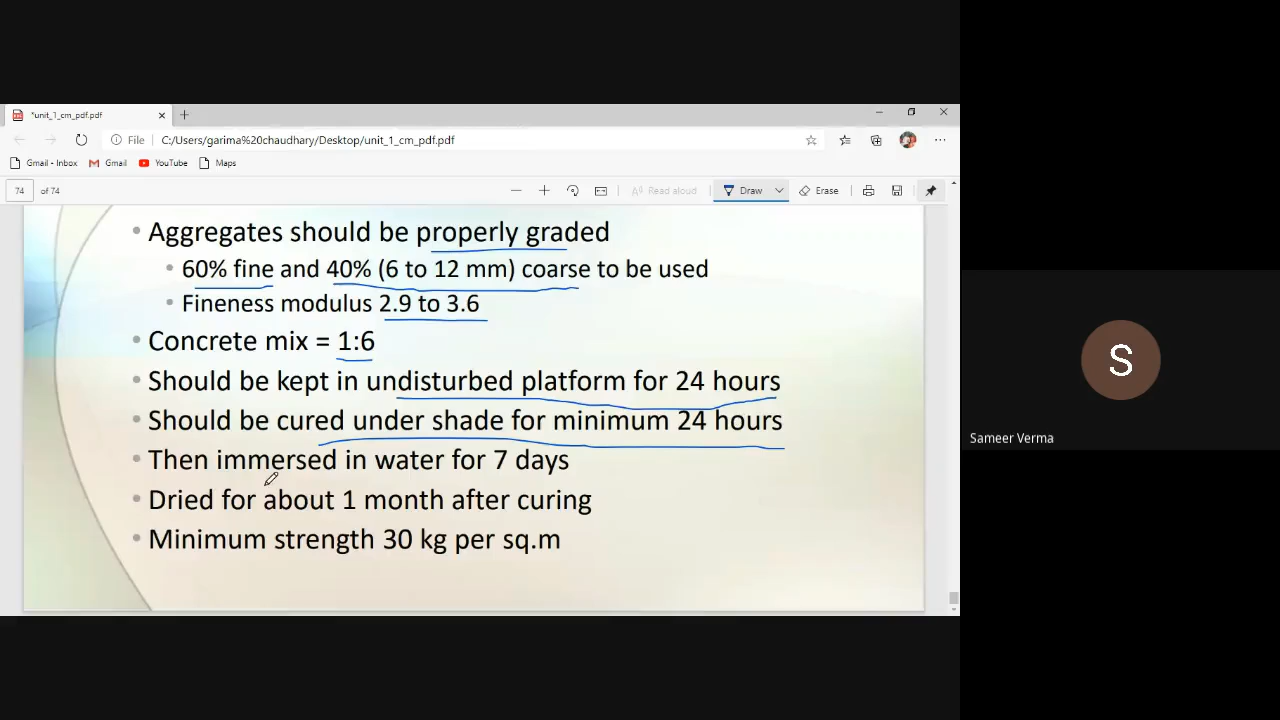 *unit_1_cm_pdf.pdf
File C:/Users/garima%20chaudhary/Desktop/unit_1_cm_pdf.pdf
Gmail - Inbox Gmail YouTube Maps
74 of 74 Read aloud Draw Erase
• Aggregates should be properly graded
• 60% fine and 40% (6 to 12 mm) coarse to be used
• Fineness modulus 2.9 to 3.6
• Concrete mix = 1:6
• Should be kept in undisturbed platform for 24 hours
• Should be cured under shade for minimum 24 hours
• Then immersed in water for 7 days
• Dried for about 1 month after curing
• Minimum strength 30 kg per sq.m
S
Sameer Verma